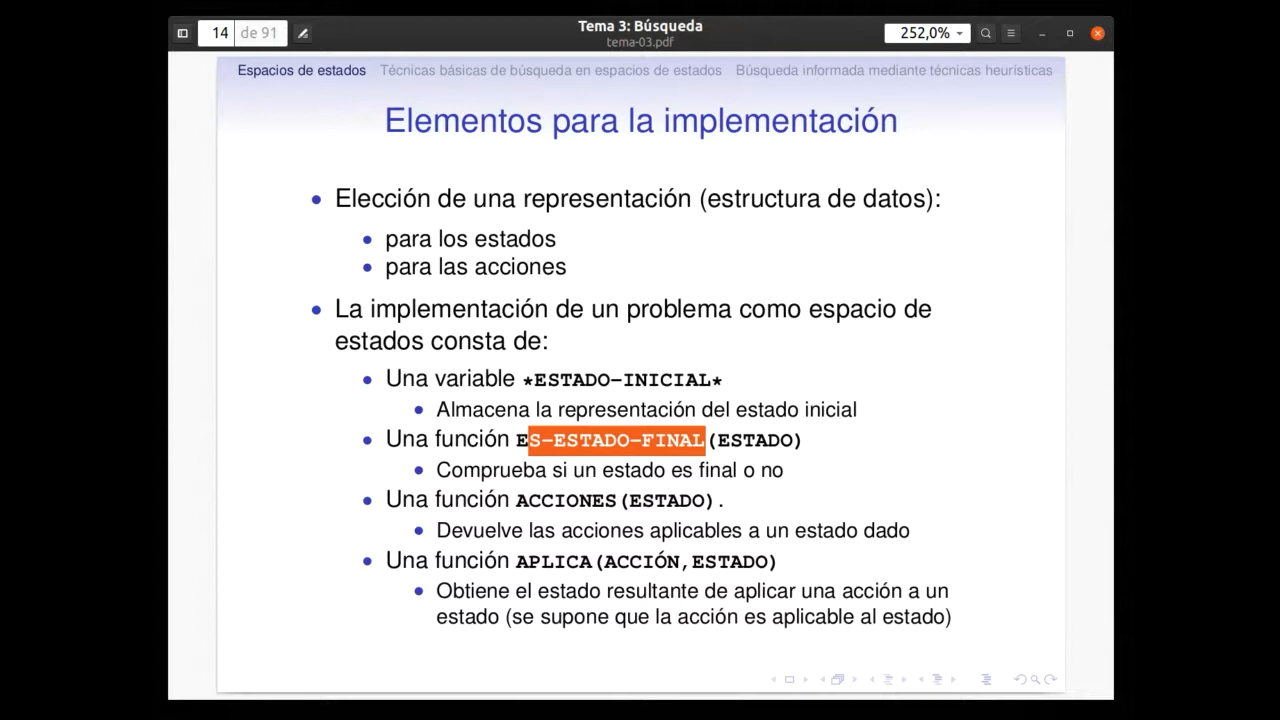 14 de 91
Tema 3: Búsqueda
tema-03.pdf
252,0%
Espacios de estados Técnicas básicas de búsqueda en espacios de estados Búsqueda informada mediante técnicas heurísticas
Elementos para la implementación
• Elección de una representación (estructura de datos):
• para los estados
• para las acciones
• La implementación de un problema como espacio de
estados consta de:
• Una variable *ESTADO-INICIAL*
• Almacena la representación del estado inicial
• Una función ES-ESTADO-FINAL(ESTADO)
• Comprueba si un estado es final o no
• Una función ACCIONES(ESTADO).
• Devuelve las acciones aplicables a un estado dado
• Una función APLICA(ACCIÓN,ESTADO)
• Obtiene el estado resultante de aplicar una acción a un
estado (se supone que la acción es aplicable al estado)